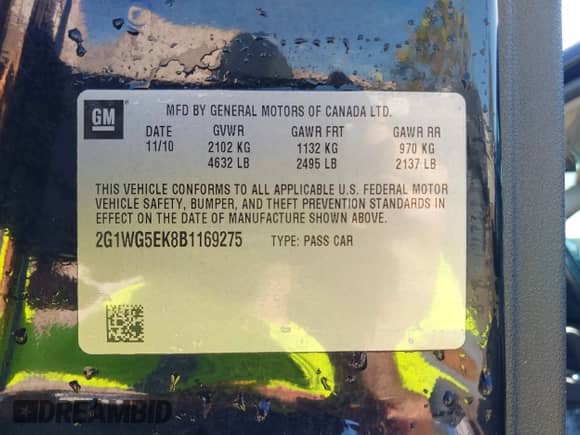 GM
MFD BY GENERAL MOTORS OF CANADA LTD.
DATE GVWR GAWR FRT GAWR RR
11/10 2102 KG 1132 KG 970 KG
4632 LB 2495 LB 2137 LB
THIS VEHICLE CONFORMS TO ALL APPLICABLE U.S. FEDERAL MOTOR
VEHICLE SAFETY, BUMPER, AND THEFT PREVENTION STANDARDS IN
EFFECT ON THE DATE OF MANUFACTURE SHOWN ABOVE.
2G1WG5EK8B1169275 TYPE: PASS CAR
DREAMBID